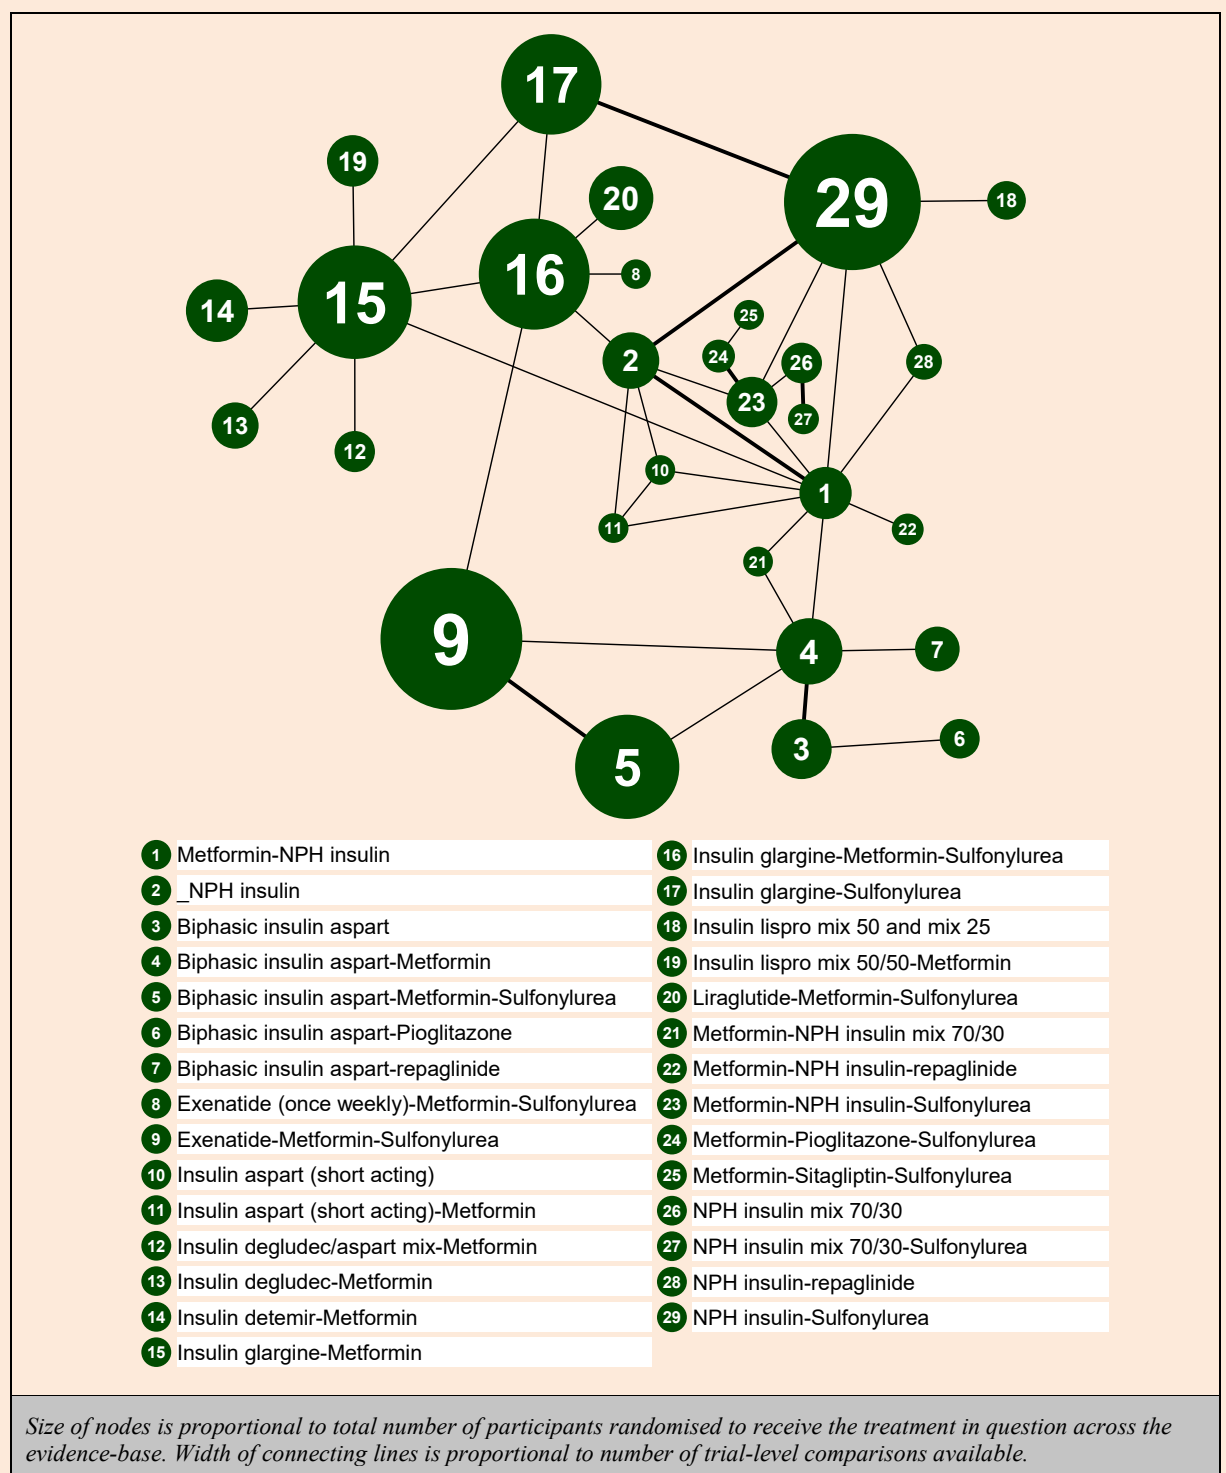 17
29
19
18
20
16
8
15
14
25
2
24
26
28
23
27
13
12
10
1
11
22
21
9
4
7
3
6
5
1 Metformin-NPH insulin
2 _NPH insulin
3 Biphasic insulin aspart
4 Biphasic insulin aspart-Metformin
5 Biphasic insulin aspart-Metformin-Sulfonylurea
6 Biphasic insulin aspart-Pioglitazone
7 Biphasic insulin aspart-repaglinide
8 Exenatide (once weekly)-Metformin-Sulfonylurea
9 Exenatide-Metformin-Sulfonylurea
10 Insulin aspart (short acting)
11 Insulin aspart (short acting)-Metformin
12 Insulin degludec/aspart mix-Metformin
13 Insulin degludec-Metformin
14 Insulin detemir-Metformin
15 Insulin glargine-Metformin
16 Insulin glargine-Metformin-Sulfonylurea
17 Insulin glargine-Sulfonylurea
18 Insulin lispro mix 50 and mix 25
19 Insulin lispro mix 50/50-Metformin
20 Liraglutide-Metformin-Sulfonylurea
21 Metformin-NPH insulin mix 70/30
22 Metformin-NPH insulin-repaglinide
23 Metformin-NPH insulin-Sulfonylurea
24 Metformin-Pioglitazone-Sulfonylurea
25 Metformin-Sitagliptin-Sulfonylurea
26 NPH insulin mix 70/30
27 NPH insulin mix 70/30-Sulfonylurea
28 NPH insulin-repaglinide
29 NPH insulin-Sulfonylurea
Size of nodes is proportional to total number of participants randomised to receive the treatment in question across the
evidence-base. Width of connecting lines is proportional to number of trial-level comparisons available.